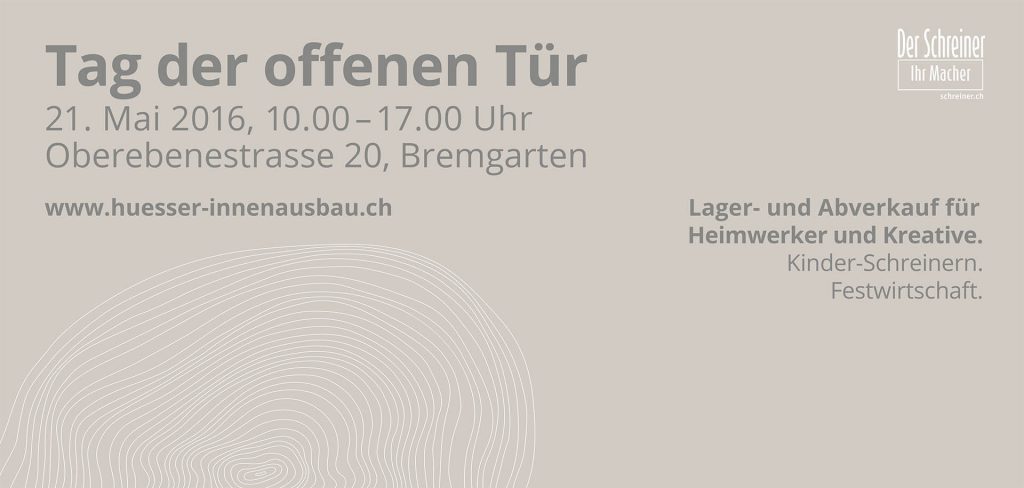 Tag der offenen Tür
21. Mai 2016, 10.00 – 17.00 Uhr
Oberebenestrasse 20, Bremgarten
www.huesser-innenausbau.ch
Der Schreiner
Ihr Macher
schreiner.ch
Lager- und Abverkauf für
Heimwerker und Kreative.
Kinder-Schreinern.
Festwirtschaft.